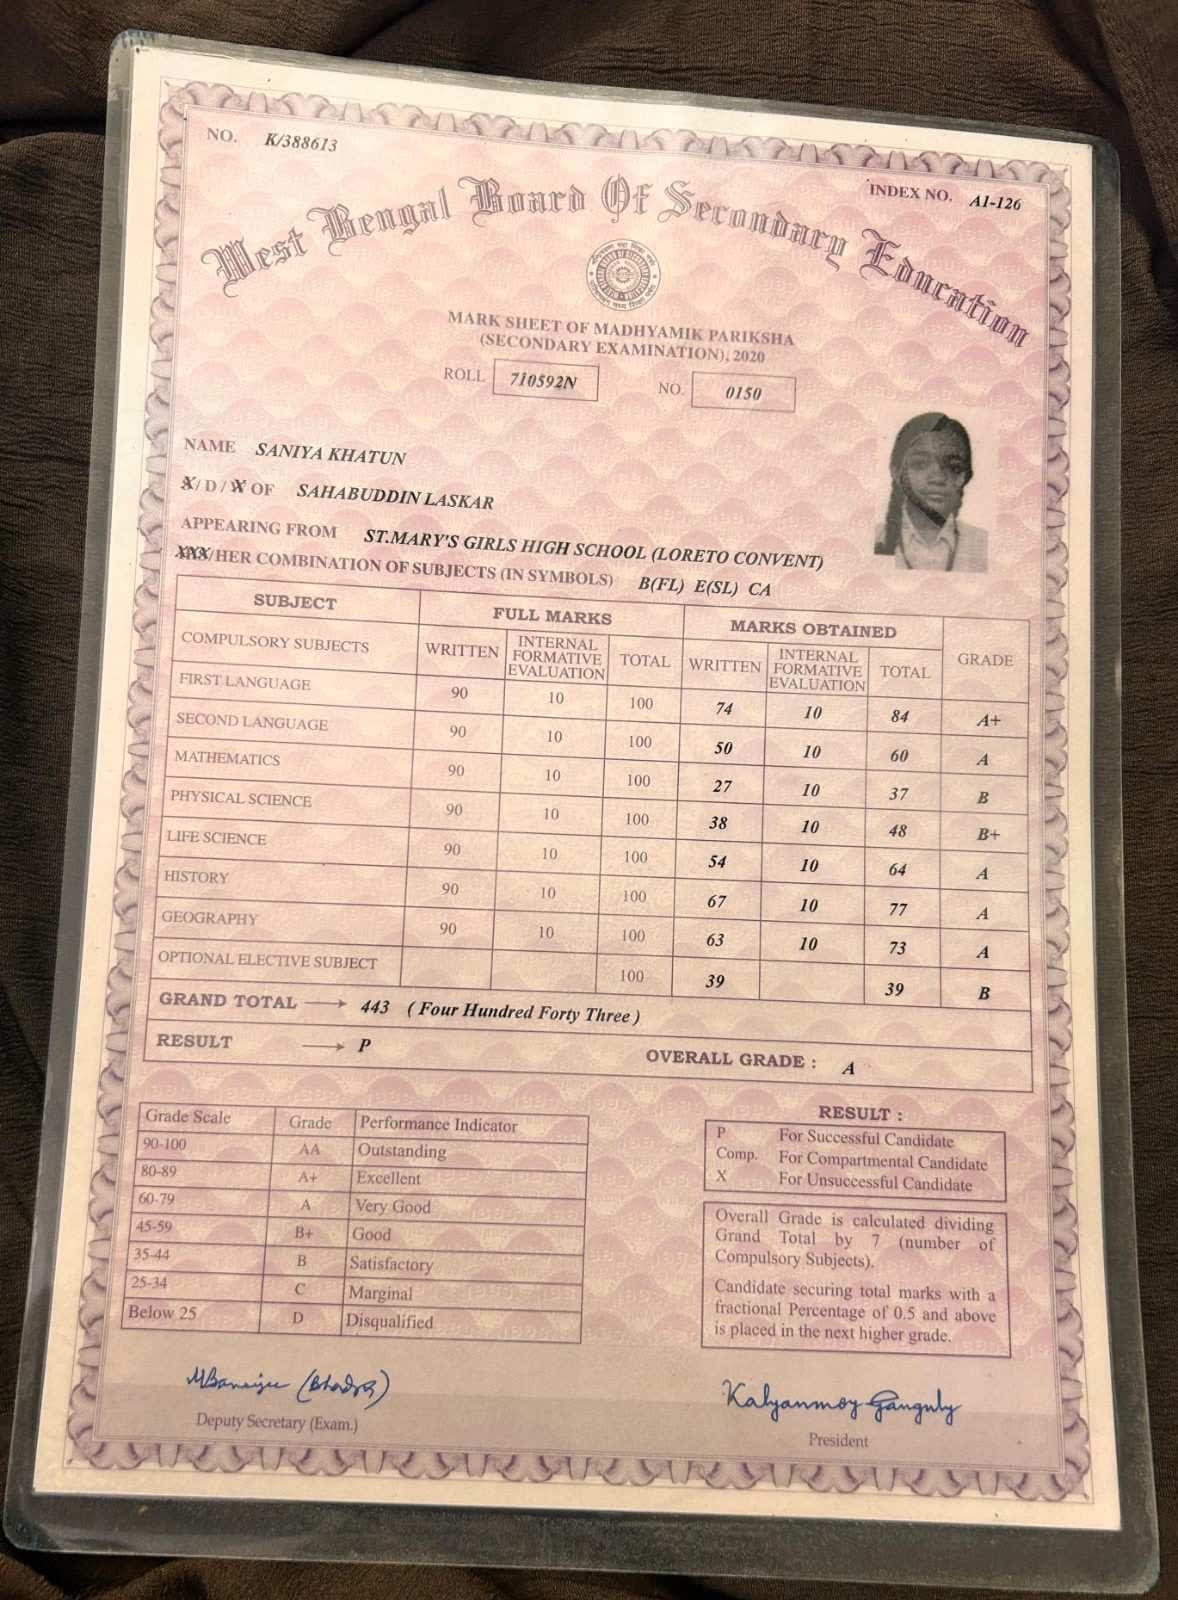 NO. K/388613
INDEX NO. A1-126
West Bengal Board Of Secondary Education
MARK SHEET OF MADHYAMIK PARIKSHA
(SECONDARY EXAMINATION), 2020
ROLL 710592N NO. 0150
NAME SANIYA KHATUN
/ D / OF SAHABUDDIN LASKAR
APPEARING FROM ST.MARY'S GIRLS HIGH SCHOOL (LORETO CONVENT)
XXX/HER COMBINATION OF SUBJECTS (IN SYMBOLS) B(FL) E(SL) CA
SUBJECT FULL MARKS MARKS OBTAINED GRADE
COMPULSORY SUBJECTS WRITTEN INTERNAL FORMATIVE EVALUATION TOTAL WRITTEN INTERNAL FORMATIVE EVALUATION TOTAL
FIRST LANGUAGE 90 10 100 74 10 84 A+
SECOND LANGUAGE 90 10 100 50 10 60 A
MATHEMATICS 90 10 100 27 10 37 B
PHYSICAL SCIENCE 90 10 100 38 10 48 B+
LIFE SCIENCE 90 10 100 54 10 64 A
HISTORY 90 10 100 67 10 77 A
GEOGRAPHY 90 10 100 63 10 73 A
OPTIONAL ELECTIVE SUBJECT 100 39 39 B
GRAND TOTAL → 443 ( Four Hundred Forty Three )
RESULT → P OVERALL GRADE : A
Grade Scale Grade Performance Indicator
90-100 AA Outstanding
80-89 A+ Excellent
60-79 A Very Good
45-59 B+ Good
35-44 B Satisfactory
25-34 C Marginal
Below 25 D Disqualified
RESULT :
P For Successful Candidate
Comp. For Compartmental Candidate
X For Unsuccessful Candidate
Overall Grade is calculated dividing
Grand Total by 7 (number of
Compulsory Subjects).
Candidate securing total marks with a
fractional Percentage of 0.5 and above
is placed in the next higher grade.
MBanerjee (Bhadra)
Deputy Secretary (Exam.)
Kalyanmoy Ganguly
President